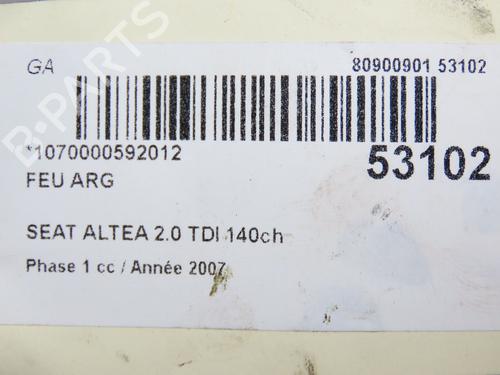 GA
80900901 53102
*1070000592012
53102
FEU ARG
SEAT ALTEA 2.0 TDI 140ch
Phase 1 cc / Année 2007
B-PARTS